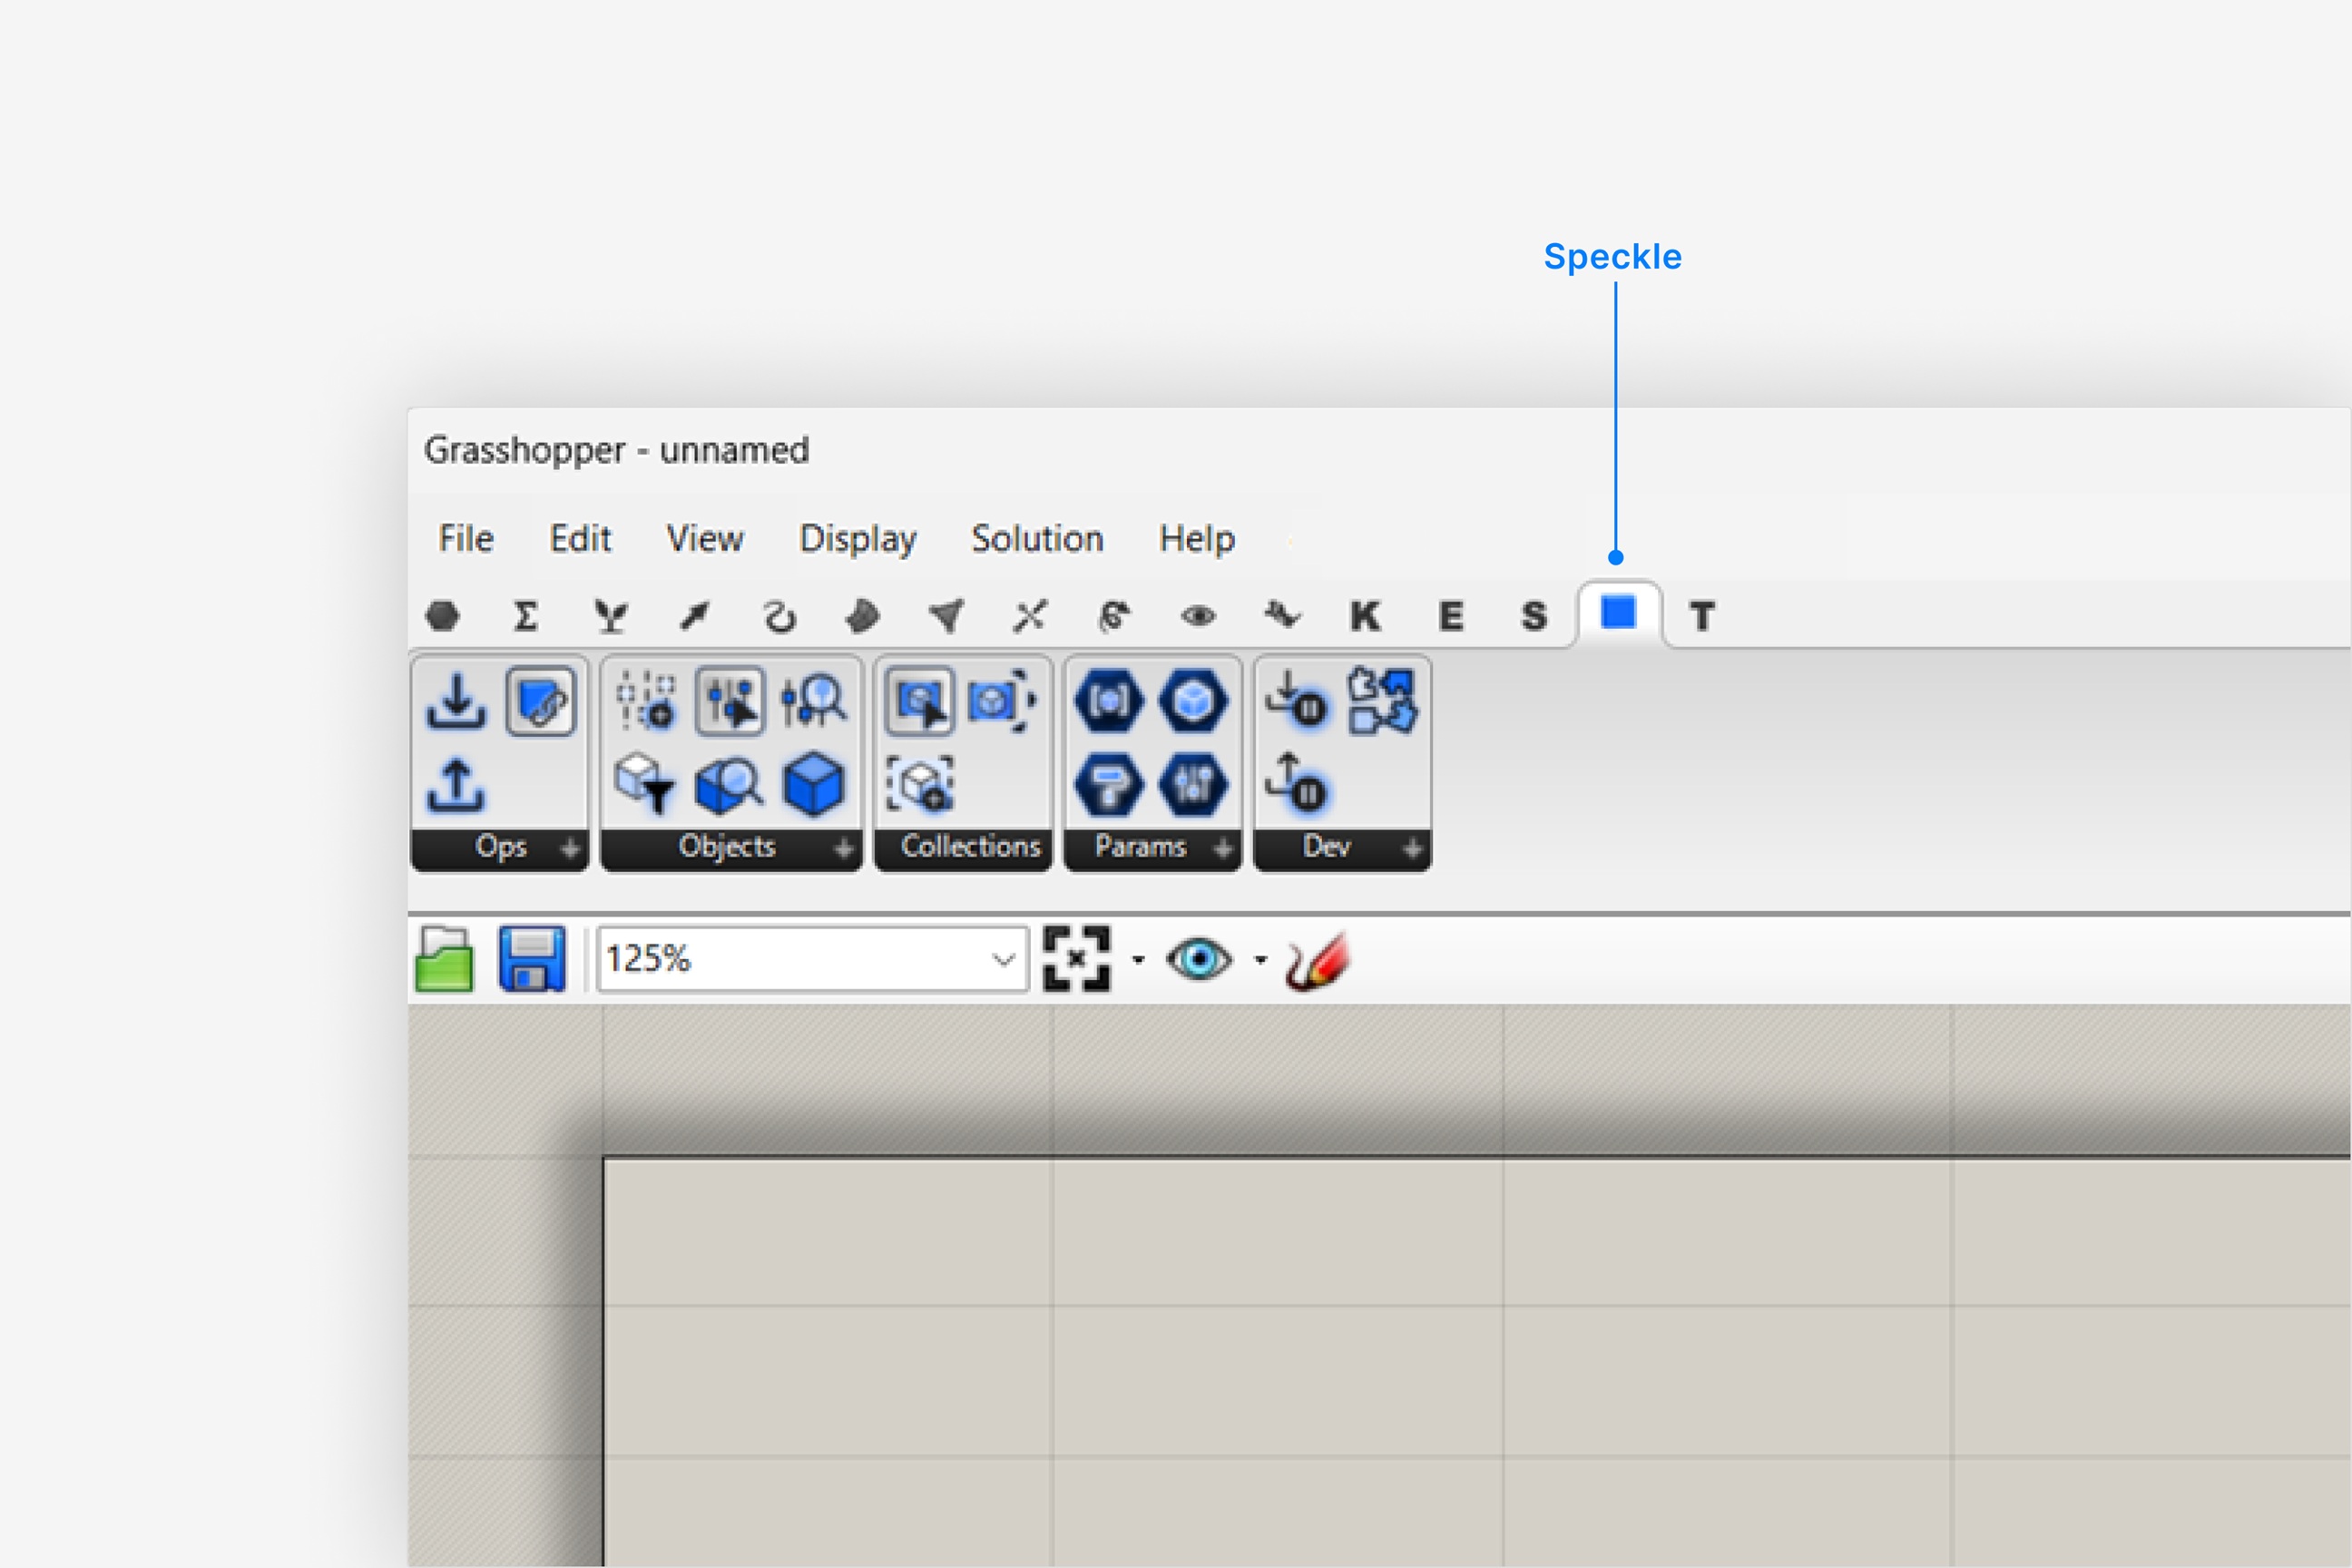 Speckle
Grasshopper - unnamed
File Edit View Display Solution Help
Σ K E S T
Ops Objects Collections Params Dev
125%